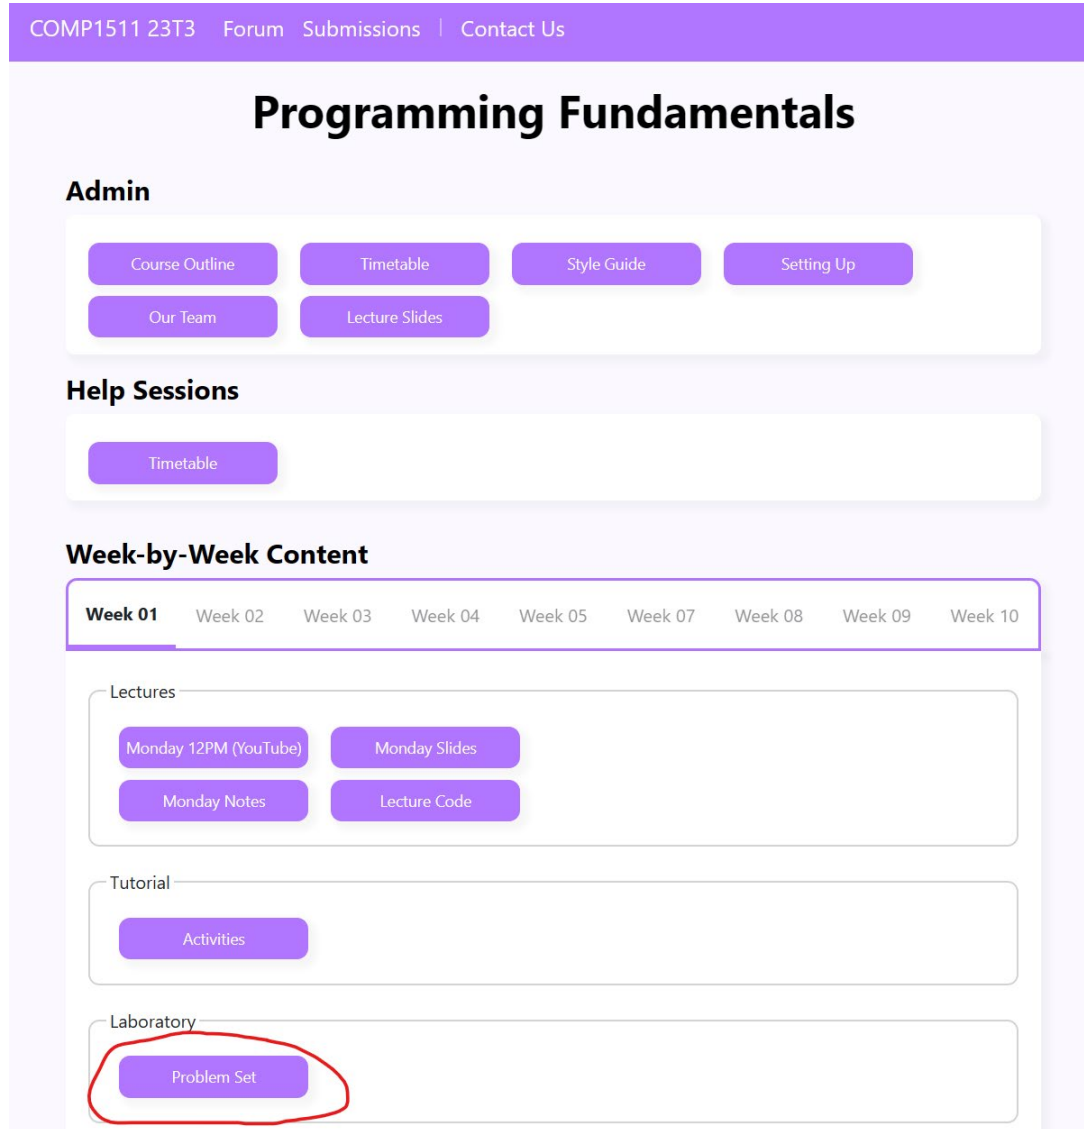 COMP1511 23T3 Forum Submissions | Contact Us
Programming Fundamentals
Admin
Course Outline Timetable Style Guide Setting Up
Our Team Lecture Slides
Help Sessions
Timetable
Week-by-Week Content
Week 01 Week 02 Week 03 Week 04 Week 05 Week 07 Week 08 Week 09 Week 10
Lectures
Monday 12PM (YouTube) Monday Slides
Monday Notes Lecture Code
Tutorial
Activities
Laboratory
Problem Set